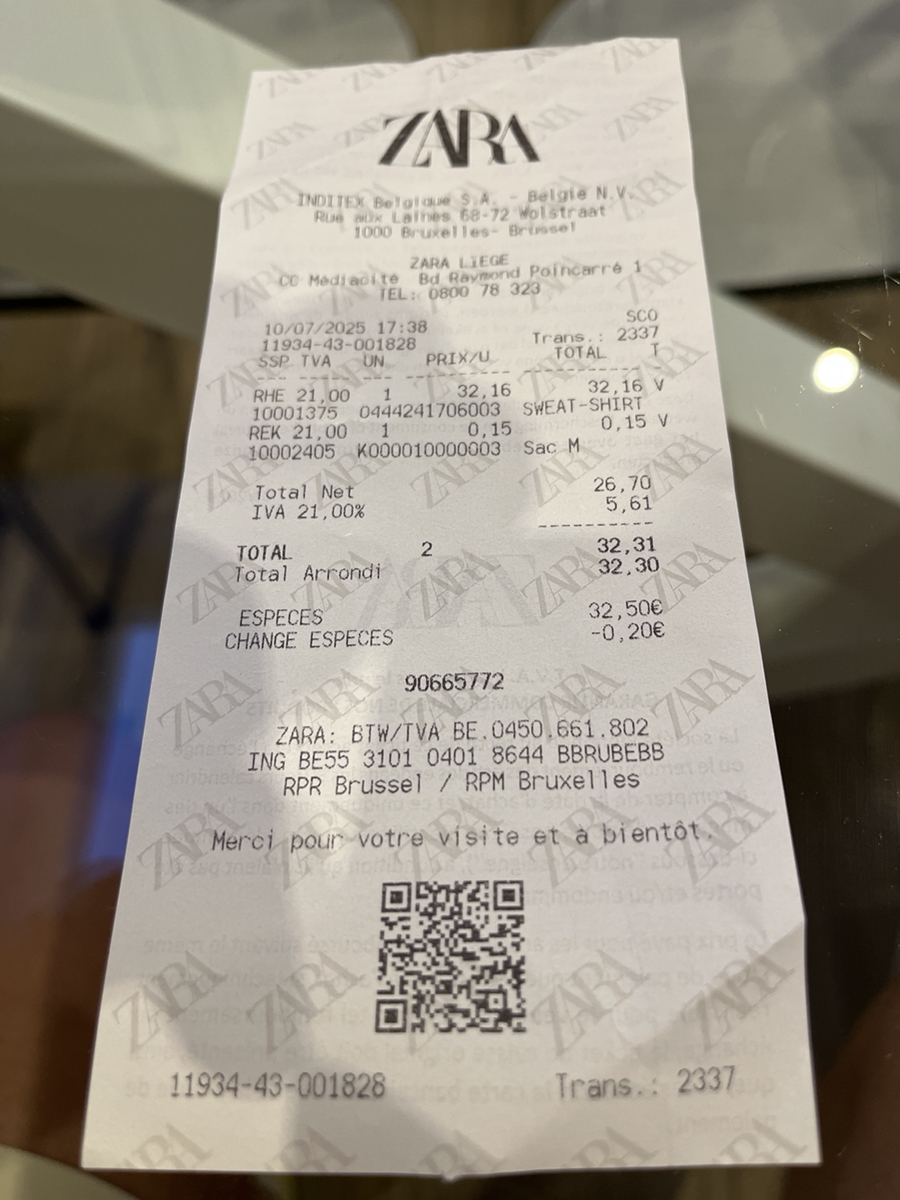 ZARA
INDITEX Belgique S.A. - Belgie N.V.
Rue aux Laines 68-72 Wolstraat
1000 Bruxelles- Brussel
ZARA LIEGE
CC Médiacité Bd Raymond Poincarré 1
TEL: 0800 78 323
SCO
10/07/2025 17:38 Trans.: 2337
11934-43-001828
SSP TVA UN PRIX/U TOTAL T
RHE 21,00 1 32,16 32,16 V
10001375 0444241706003 SWEAT-SHIRT
REK 21,00 1 0,15 0,15 V
10002405 K000010000003 Sac M
Total Net 26,70
IVA 21,00% 5,61
TOTAL 2 32,31
Total Arrondi 32,30
ESPECES 32,50€
CHANGE ESPECES -0,20€
90665772
ZARA: BTW/TVA BE.0450.661.802
ING BE55 3101 0401 8644 BBRUBEBB
RPR Brussel / RPM Bruxelles
Merci pour votre visite et à bientôt.
11934-43-001828 Trans.: 2337